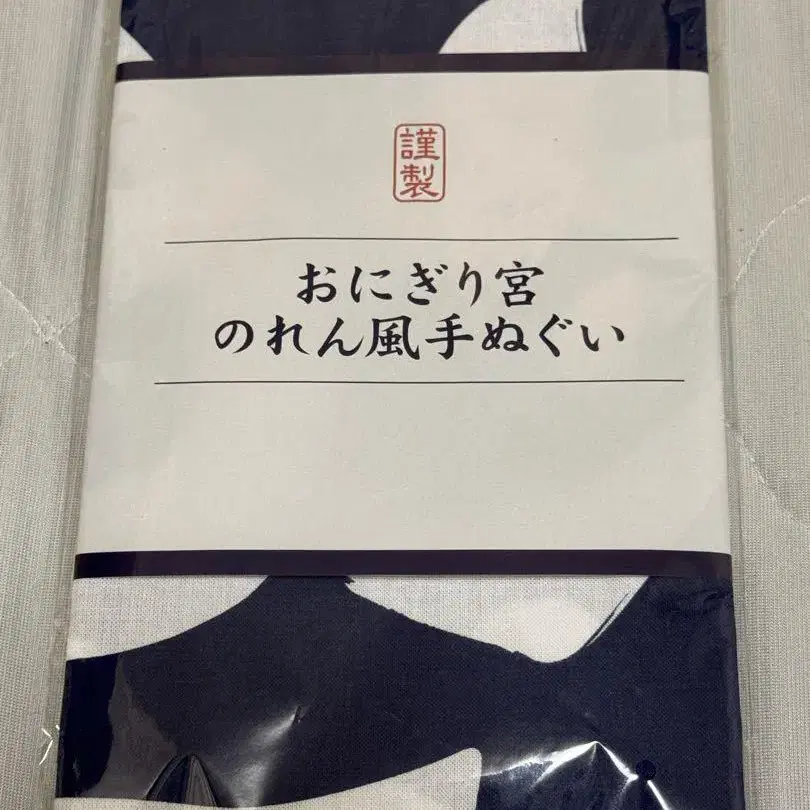 謹製
おにぎり宮
のれん風手ぬぐい